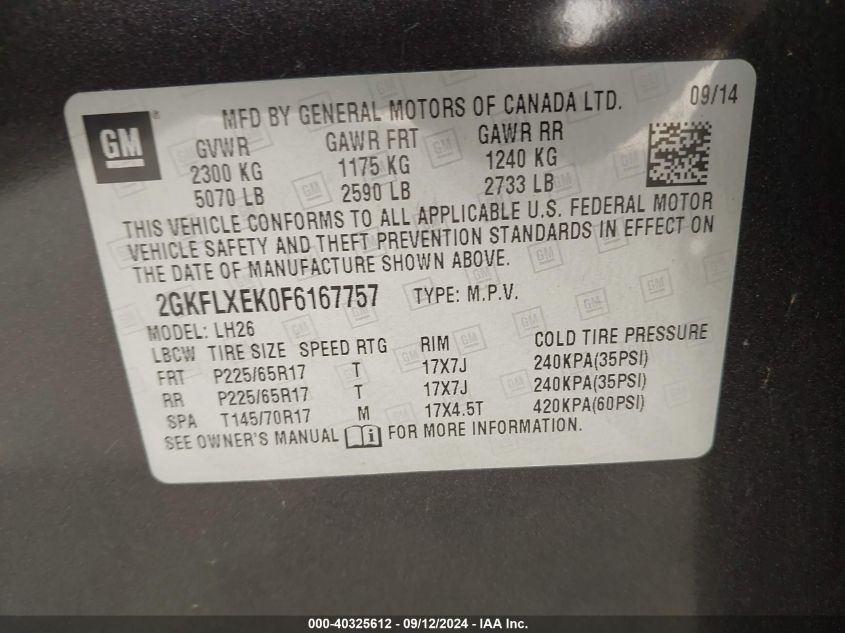 GM ®
MFD BY GENERAL MOTORS OF CANADA LTD. 09/14
GVWR GAWR FRT GAWR RR
2300 KG 1175 KG 1240 KG
5070 LB 2590 LB 2733 LB
THIS VEHICLE CONFORMS TO ALL APPLICABLE U.S. FEDERAL MOTOR
VEHICLE SAFETY AND THEFT PREVENTION STANDARDS IN EFFECT ON
THE DATE OF MANUFACTURE SHOWN ABOVE.
2GKFLXEK0F6167757 TYPE: M.P.V.
MODEL: LH26
LBCW TIRE SIZE SPEED RTG RIM COLD TIRE PRESSURE
FRT P225/65R17 T 17X7J 240KPA(35PSI)
RR P225/65R17 T 17X7J 240KPA(35PSI)
SPA T145/70R17 M 17X4.5T 420KPA(60PSI)
SEE OWNER'S MANUAL i FOR MORE INFORMATION.
000-40325612 - 09/12/2024 - IAA Inc.